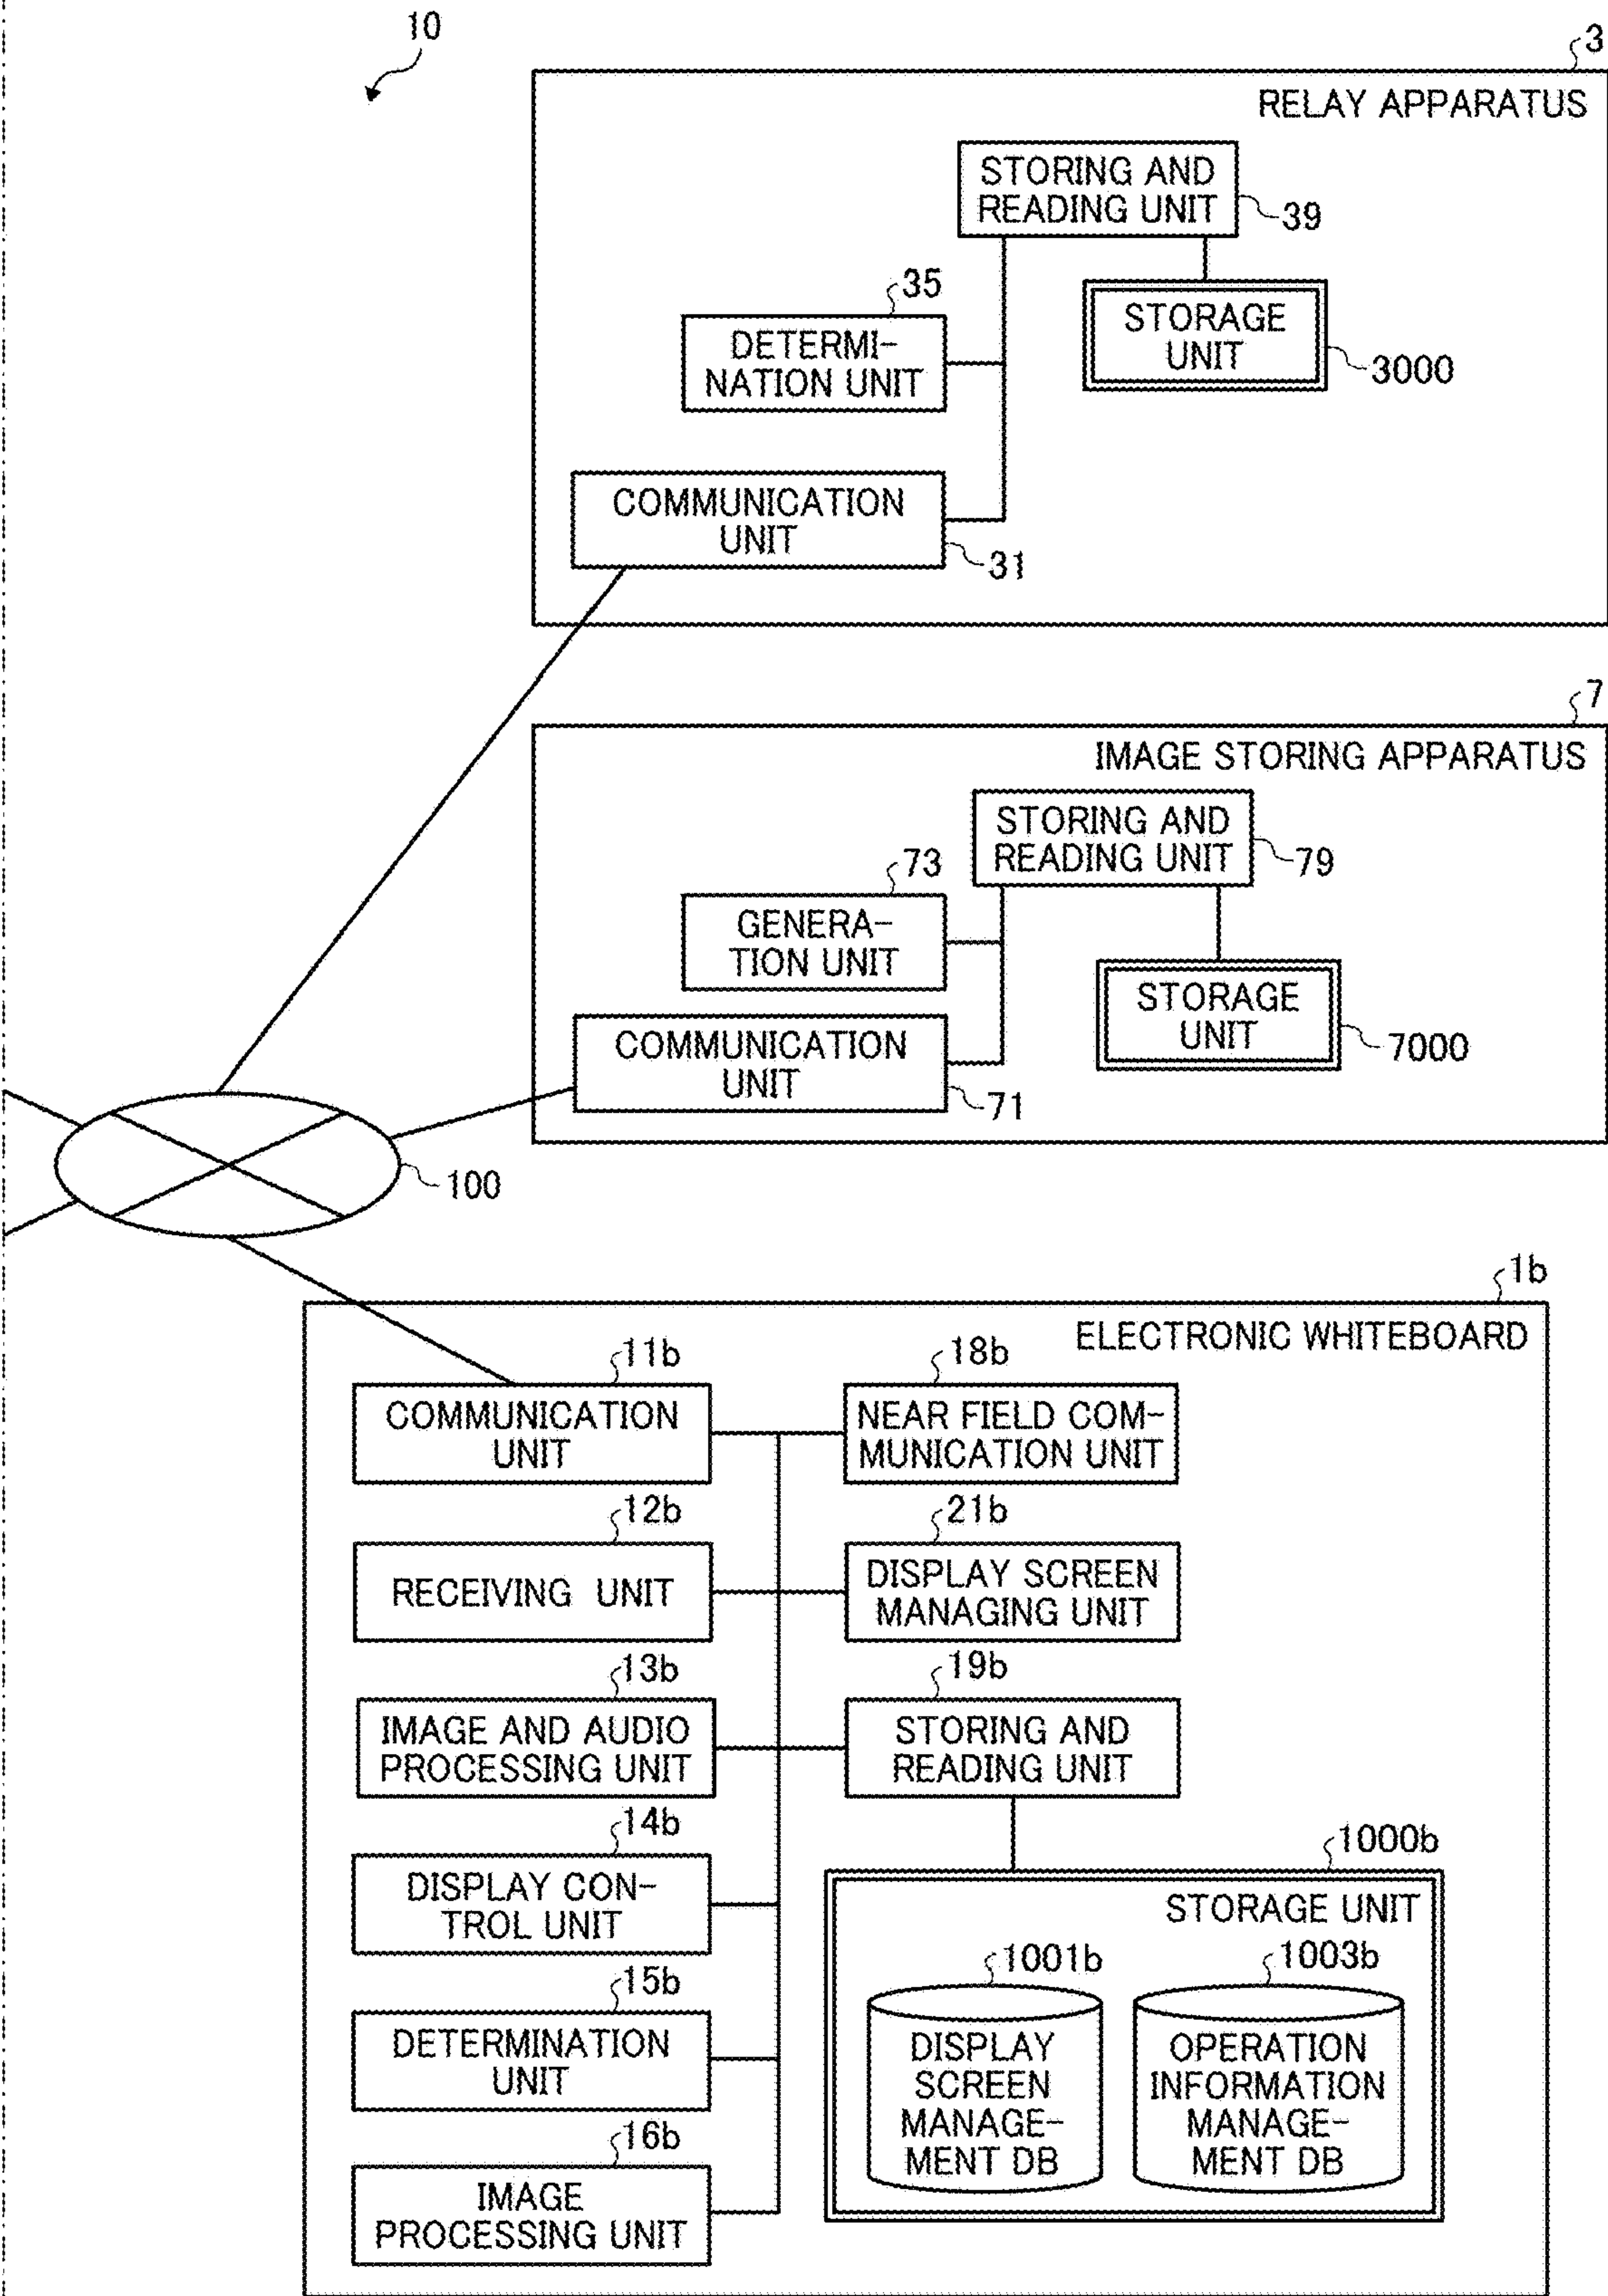 10
3
RELAY APPARATUS
STORING AND
READING UNIT
39
35
DETERMI-
NATION UNIT
STORAGE
UNIT
3000
COMMUNICATION
UNIT
31
7
IMAGE STORING APPARATUS
STORING AND
READING UNIT
79
73
GENERA-
TION UNIT
STORAGE
UNIT
7000
COMMUNICATION
UNIT
71
100
1b
ELECTRONIC WHITEBOARD
11b
COMMUNICATION
UNIT
18b
NEAR FIELD COM-
MUNICATION UNIT
12b
RECEIVING UNIT
21b
DISPLAY SCREEN
MANAGING UNIT
13b
IMAGE AND AUDIO
PROCESSING UNIT
19b
STORING AND
READING UNIT
14b
DISPLAY CON-
TROL UNIT
1000b
STORAGE UNIT
15b
DETERMINATION
UNIT
1001b
DISPLAY
SCREEN
MANAGE-
MENT DB
1003b
OPERATION
INFORMATION
MANAGE-
MENT DB
16b
IMAGE
PROCESSING UNIT